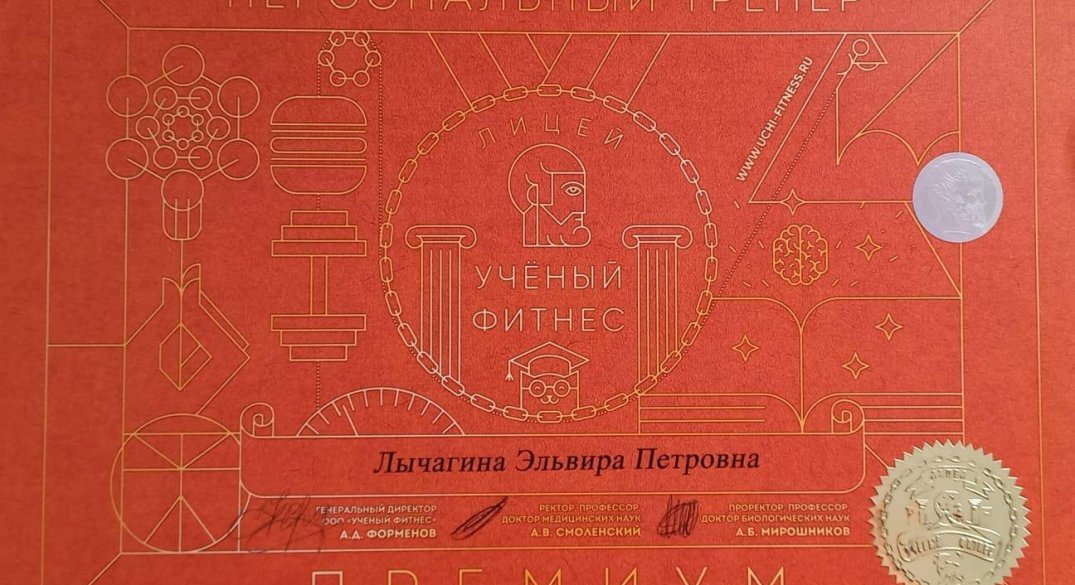 ПЕРСОНАЛЬНЫЙ ТРЕНЕР
WWW.UCHI-FITNESS.RU
ЛИЦЕЙ
УЧЁНЫЙ
ФИТНЕС
Лычагина Эльвира Петровна
ГЕНЕРАЛЬНЫЙ ДИРЕКТОР
ООО «УЧЕНЫЙ ФИТНЕС»
А.Д. ФОРМЕНОВ
РЕКТОР, ПРОФЕССОР,
ДОКТОР МЕДИЦИНСКИХ НАУК
А.В. СМОЛЕНСКИЙ
ПРОРЕКТОР, ПРОФЕССОР,
ДОКТОР БИОЛОГИЧЕСКИХ НАУК
А.Б. МИРОШНИКОВ
ПРЕМИУМ